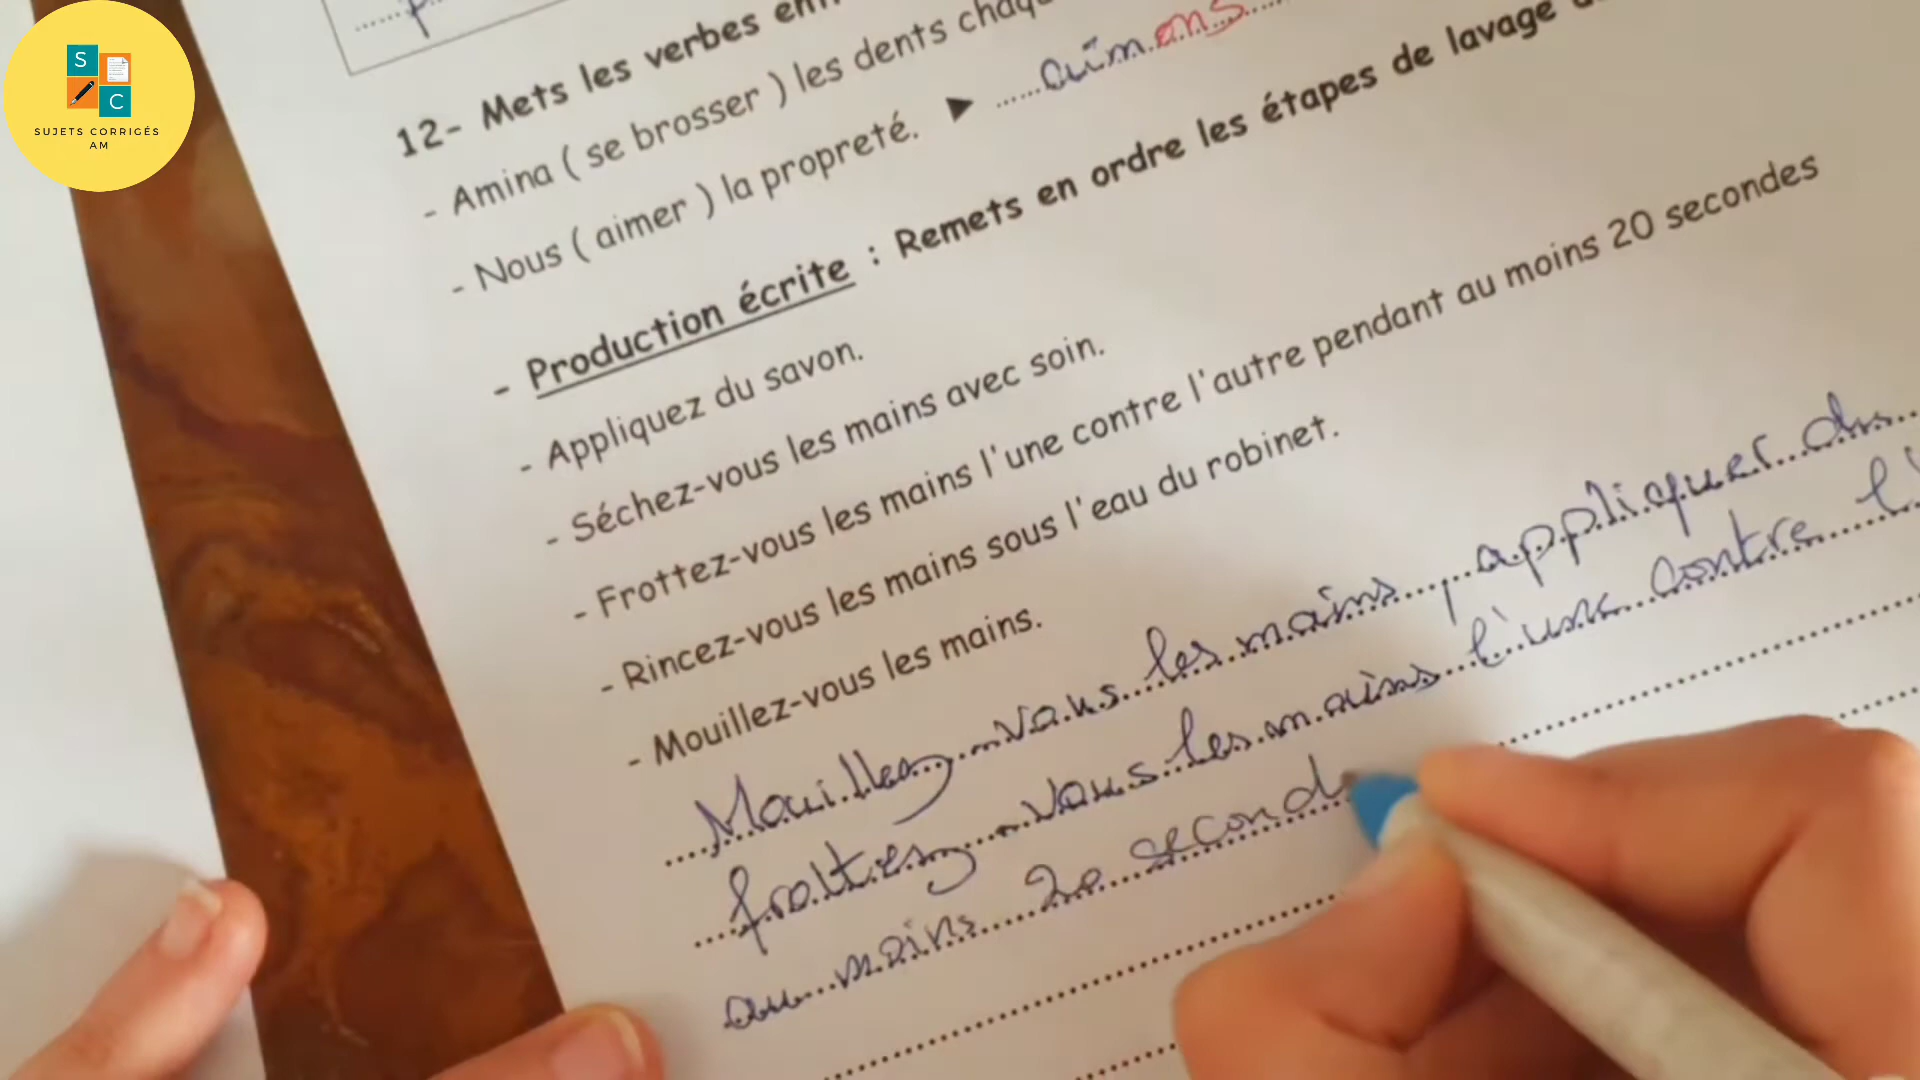 S
C
SUJETS CORRIGÉS
AM
12- Mets les verbes
- Amina ( se brosser ) les dents
- Nous ( aimer ) la propreté. ► ......aimons......
- Production écrite : Remets en ordre les étapes de lavage
- Appliquez du savon.
- Séchez-vous les mains avec soin.
- Frottez-vous les mains l'une contre l'autre pendant au moins 20 secondes
- Rincez-vous les mains sous l'eau du robinet.
- Mouillez-vous les mains.
Mouillez-vous les mains, appliquer du
frottez-vous les mains l'une contre l'
au moins 20 second